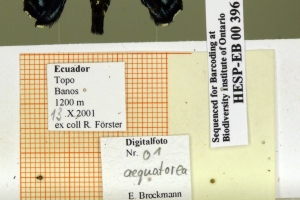 Ecuador
Topo
Banos
1200 m
13.X.2001
ex coll R. Förster
Digitalfoto
Nr. 01
aequatorea
E. Brockmann
Sequenced for Barcoding at
Biodiversity institute of Ontario
HESP-EB 00 396